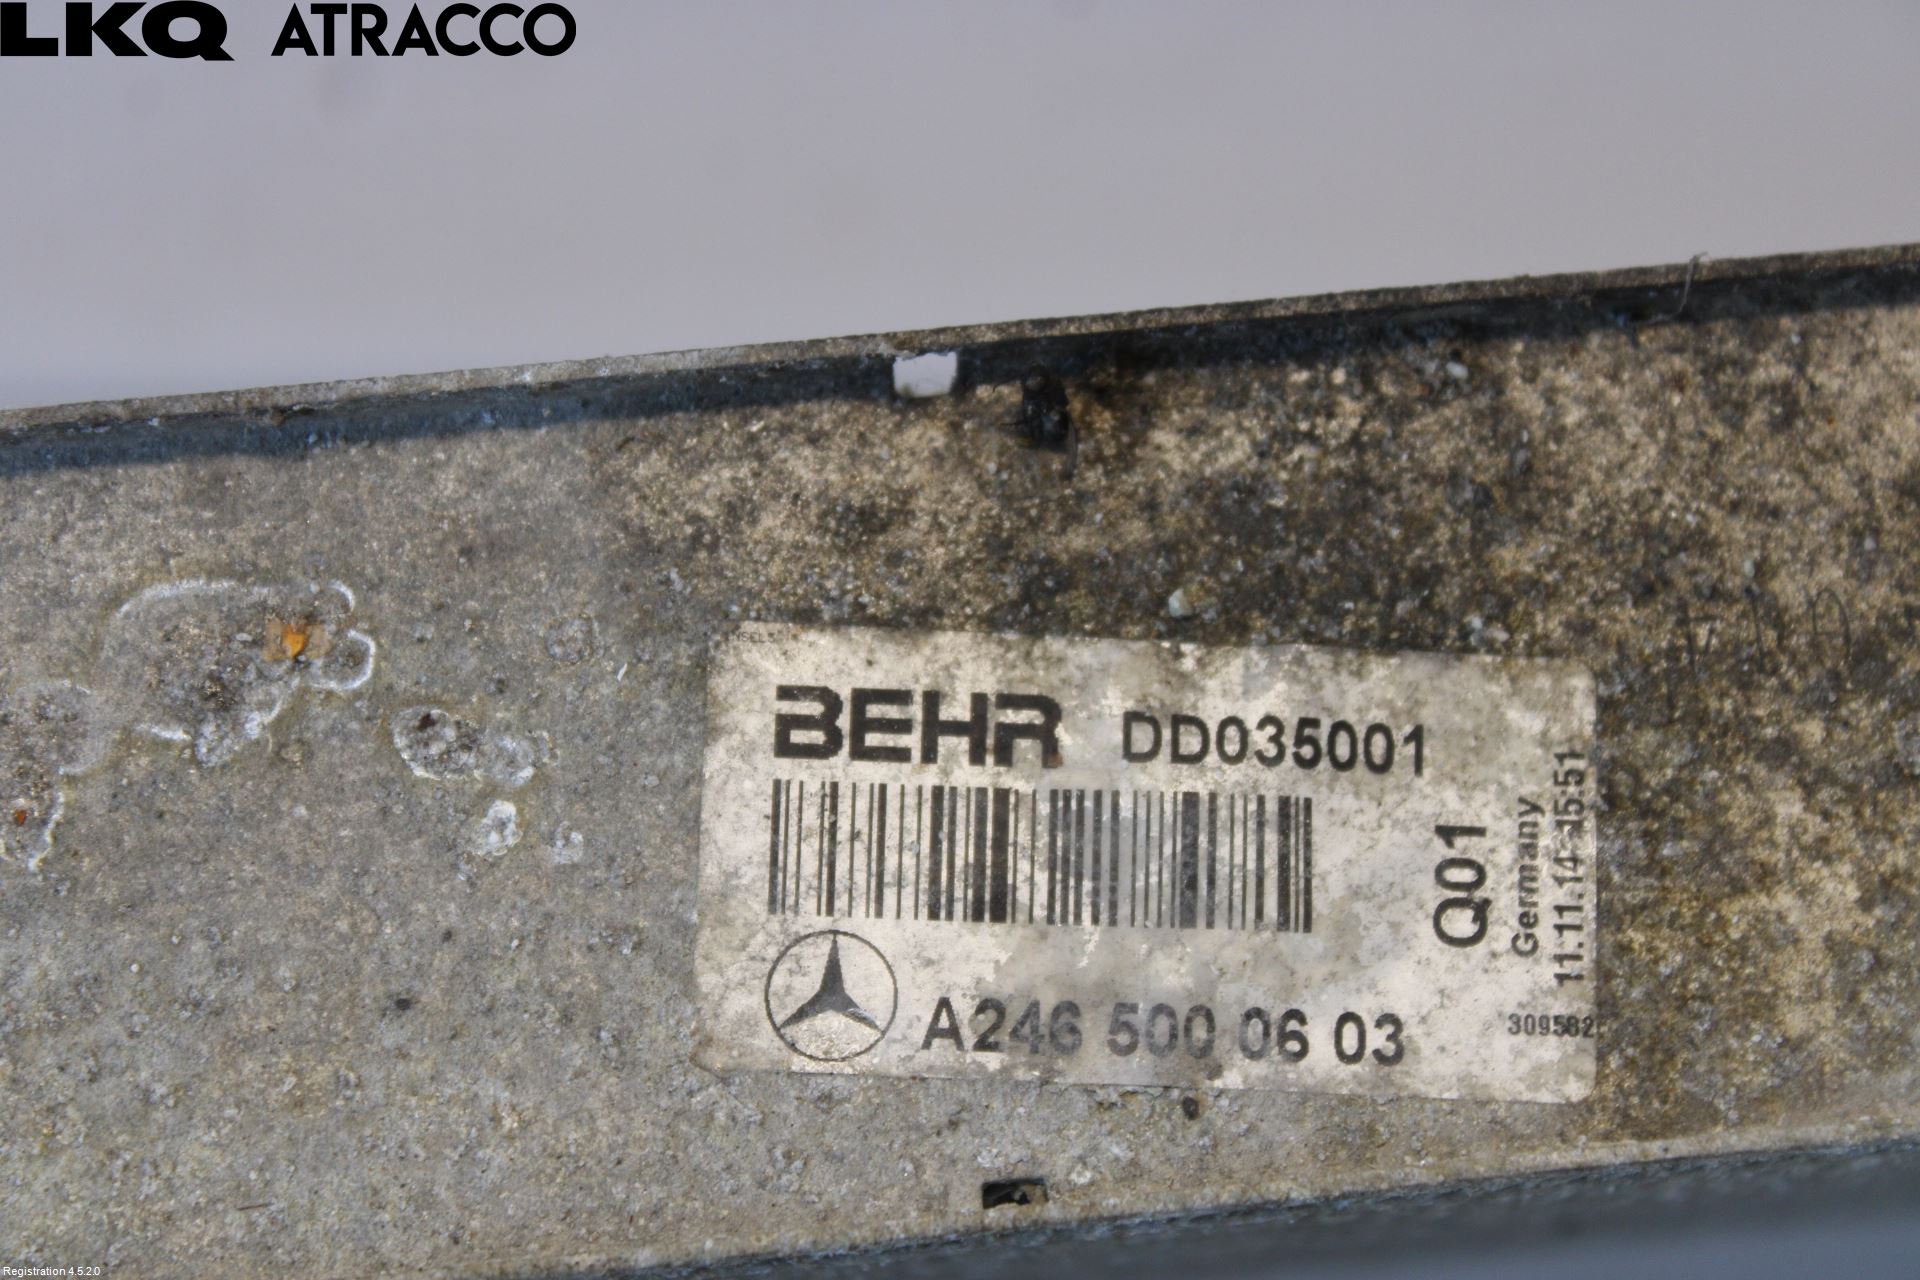 LKQ ATRACCO
BEHR DD035001
Q01
Germany
11.11.14 15:51
A246 500 06 03
Registration 4.5.2.0